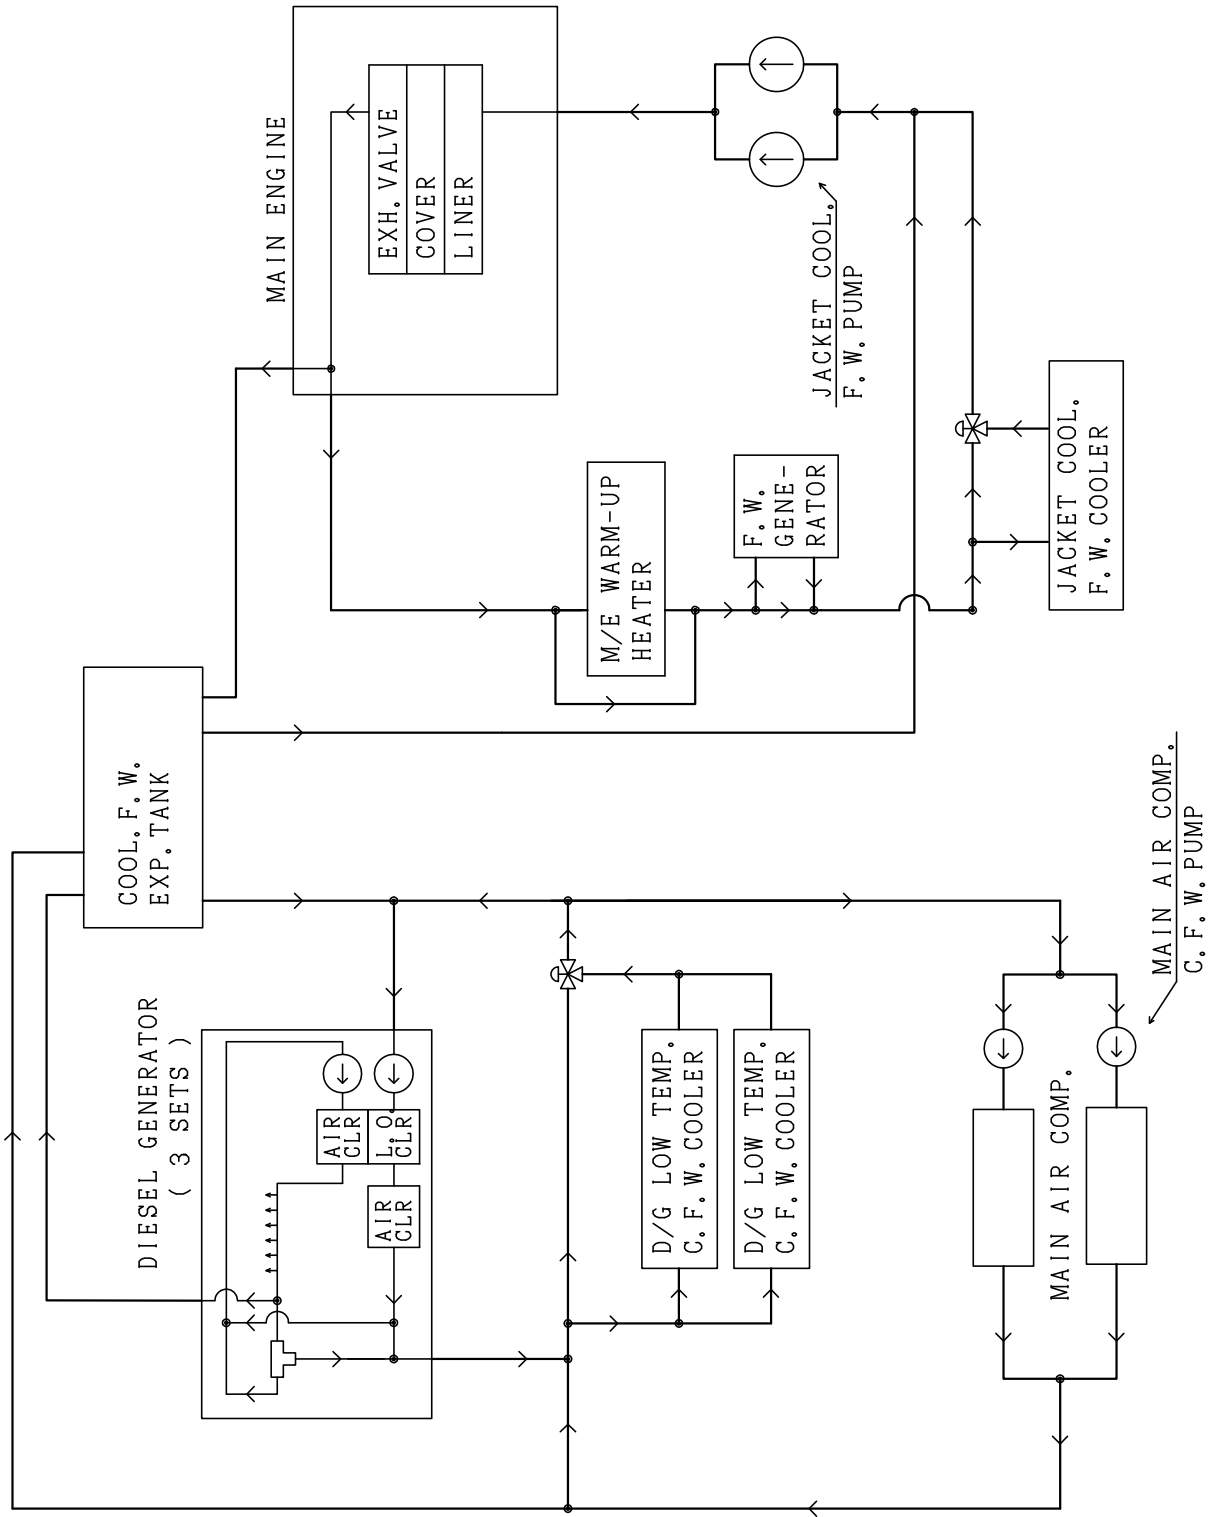 MAIN ENGINE
EXH.VALVE
COVER
LINER
JACKET COOL.
F.W.PUMP
M/E WARM-UP
HEATER
F.W.
GENE-
RATOR
JACKET COOL.
F.W.COOLER
COOL.F.W.
EXP.TANK
DIESEL GENERATOR
( 3 SETS )
AIR
CLR
L.O.
CLR
AIR
CLR
D/G LOW TEMP.
C.F.W.COOLER
D/G LOW TEMP.
C.F.W.COOLER
MAIN AIR COMP.
MAIN AIR COMP.
C.F.W.PUMP